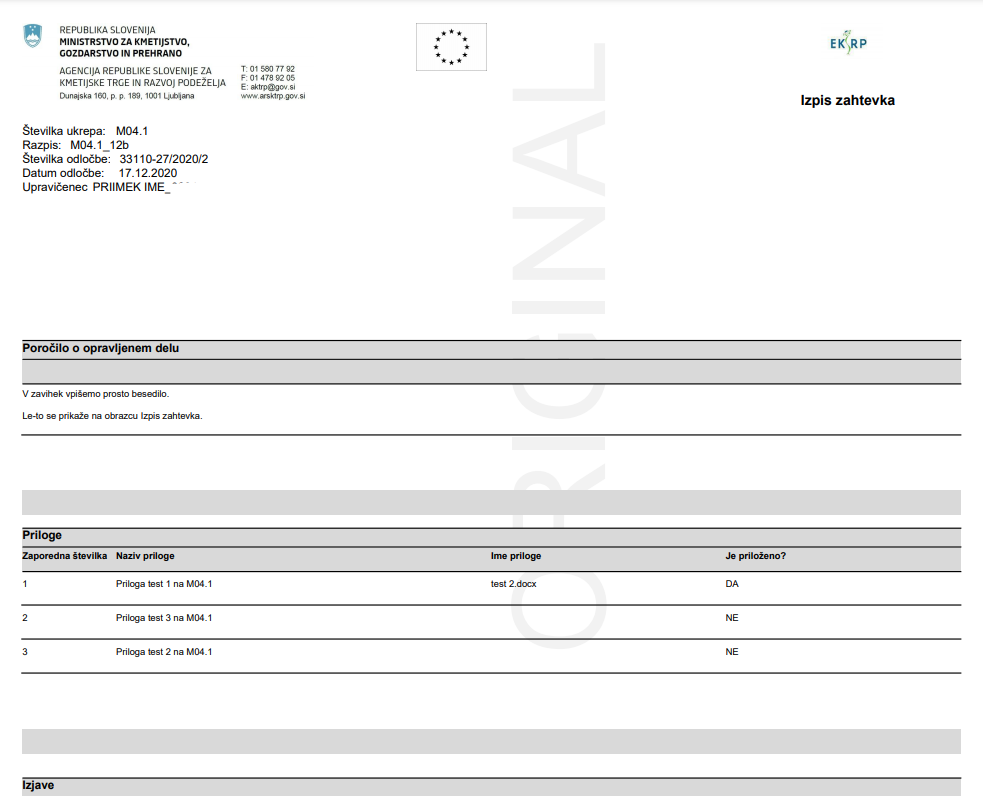 REPUBLIKA SLOVENIJA
MINISTRSTVO ZA KMETIJSTVO,
GOZDARSTVO IN PREHRANO
AGENCIJA REPUBLIKE SLOVENIJE ZA
KMETIJSKE TRGE IN RAZVOJ PODEŽELJA
Dunajska 160, p. p. 189, 1001 Ljubljana
T: 01 580 77 92
F: 01 478 92 05
E: aktrp@gov.si
www.arsktrp.gov.si
EKSRP
Izpis zahtevka
Številka ukrepa: M04.1
Razpis: M04.1_12b
Številka odločbe: 33110-27/2020/2
Datum odločbe: 17.12.2020
Upravičenec PRIIMEK IME_
ORIGINAL
Poročilo o opravljenem delu
V zavihek vpišemo prosto besedilo.
Le-to se prikaže na obrazcu Izpis zahtevka.
Priloge
Zaporedna številka Naziv priloge Ime priloge Je priloženo?
1 Priloga test 1 na M04.1 test 2.docx DA
2 Priloga test 3 na M04.1 NE
3 Priloga test 2 na M04.1 NE
Izjave